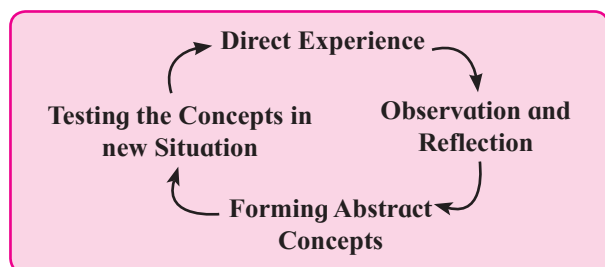 Direct Experience
Observation and
Reflection
Forming Abstract
Concepts
Testing the Concepts in
new Situation